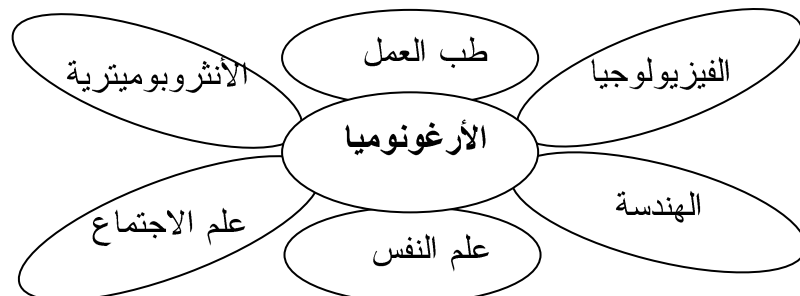 طب العمل
الفيزيولوجيا
الأنثروبوميترية
الأرغونوميا
الهندسة
علم الاجتماع
علم النفس